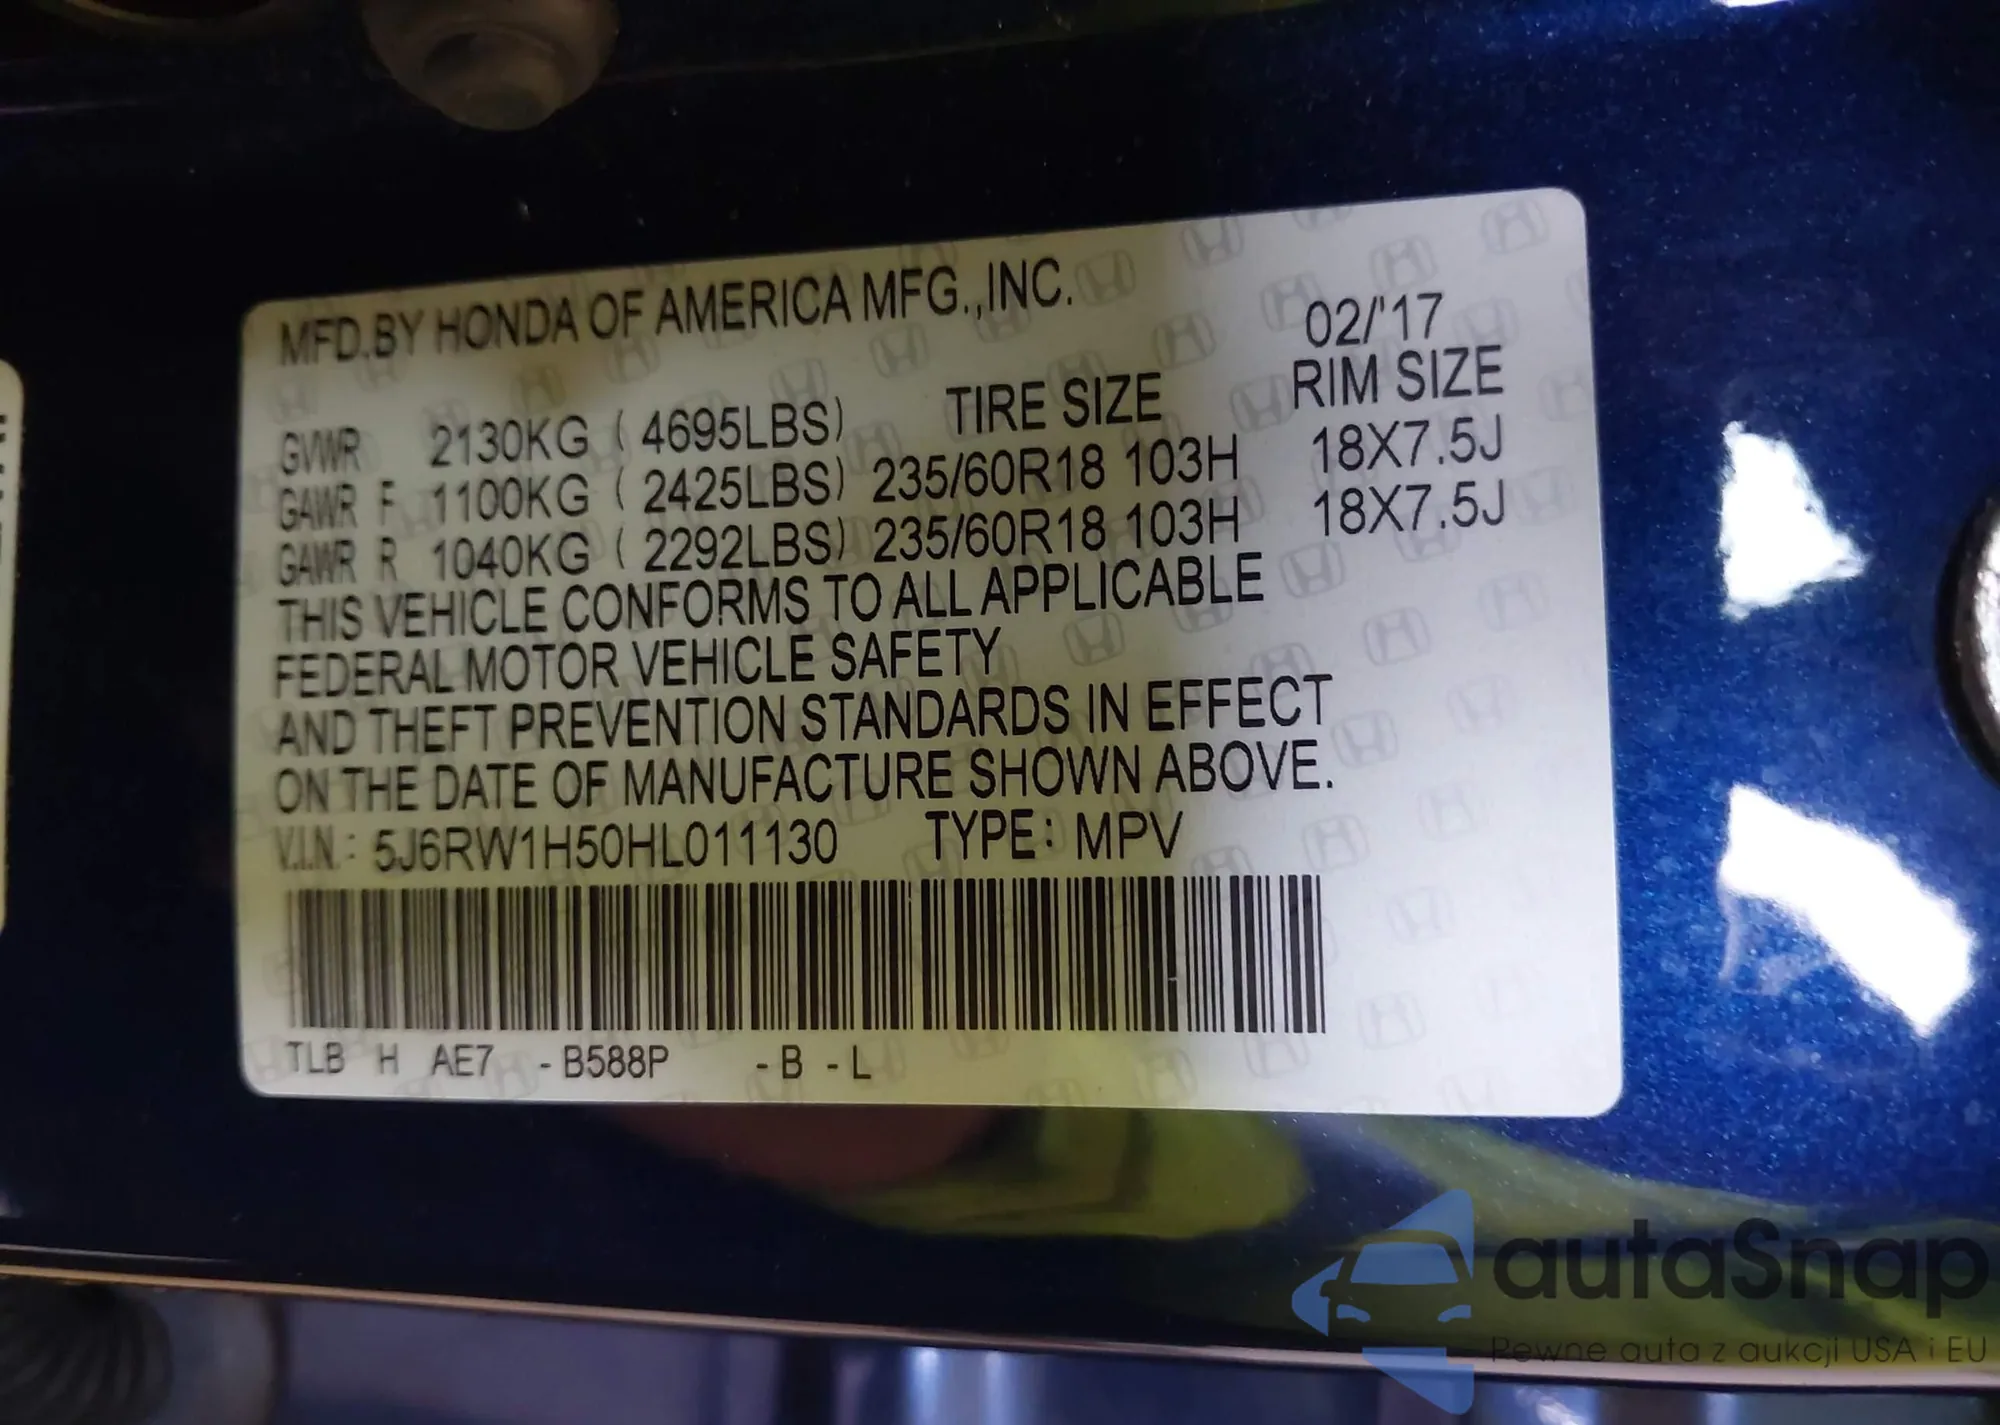 MFD.BY HONDA OF AMERICA MFG.,INC.
02/'17
TIRE SIZE RIM SIZE
GVWR 2130KG ( 4695LBS)
GAWR F 1100KG ( 2425LBS) 235/60R18 103H 18X7.5J
GAWR R 1040KG ( 2292LBS) 235/60R18 103H 18X7.5J
THIS VEHICLE CONFORMS TO ALL APPLICABLE
FEDERAL MOTOR VEHICLE SAFETY
AND THEFT PREVENTION STANDARDS IN EFFECT
ON THE DATE OF MANUFACTURE SHOWN ABOVE.
V.I.N.: 5J6RW1H50HL011130 TYPE: MPV
TLB H AE7 -B588P -B -L
autaSnap
Pewne auta z aukcji USA i EU